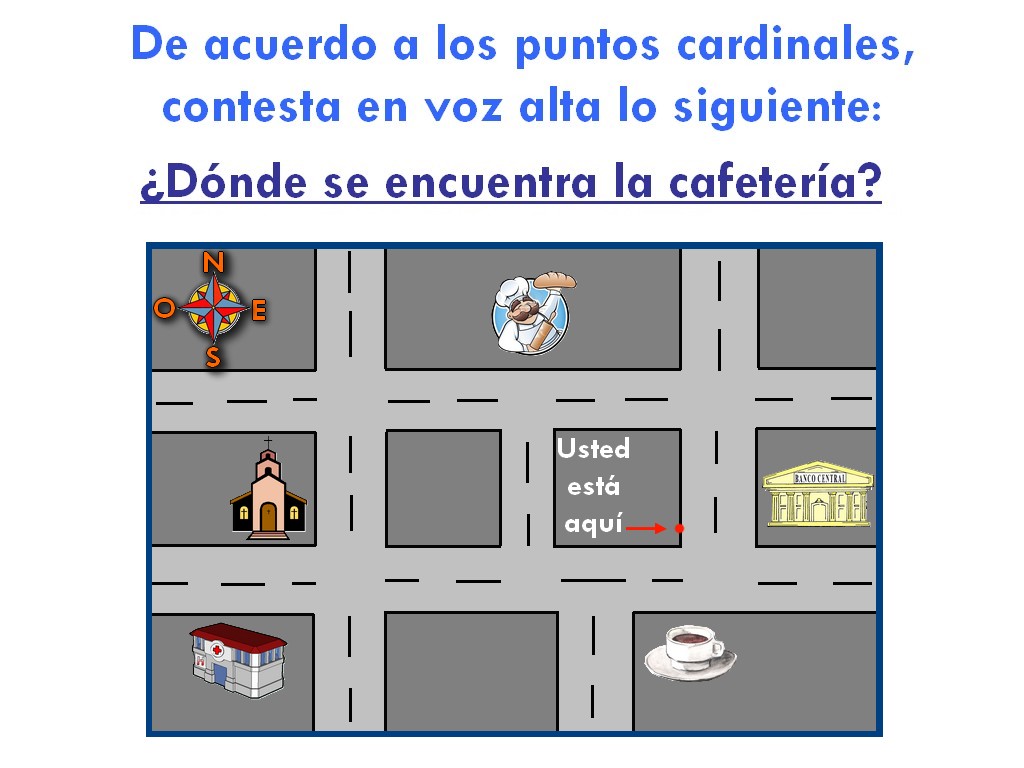 De acuerdo a los puntos cardinales,
contesta en voz alta lo siguiente:
¿Dónde se encuentra la cafetería?
N
O
E
S
Usted
está
aquí
BANCO CENTRAL
H